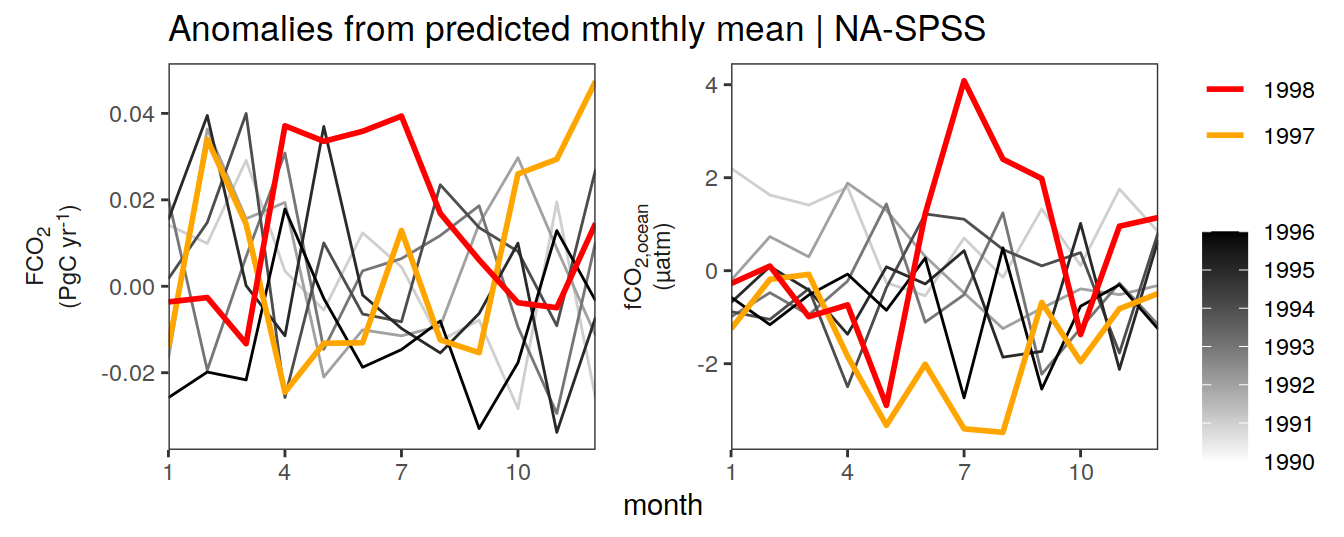 Anomalies from predicted monthly mean | NA-SPSS
FCO2
(PgC yr⁻¹)
0.04
0.02
0.00
-0.02
1 4 7 10
fCO2,ocean
(µatm)
4
2
0
-2
1 4 7 10
month
1998
1997
1996
1995
1994
1993
1992
1991
1990